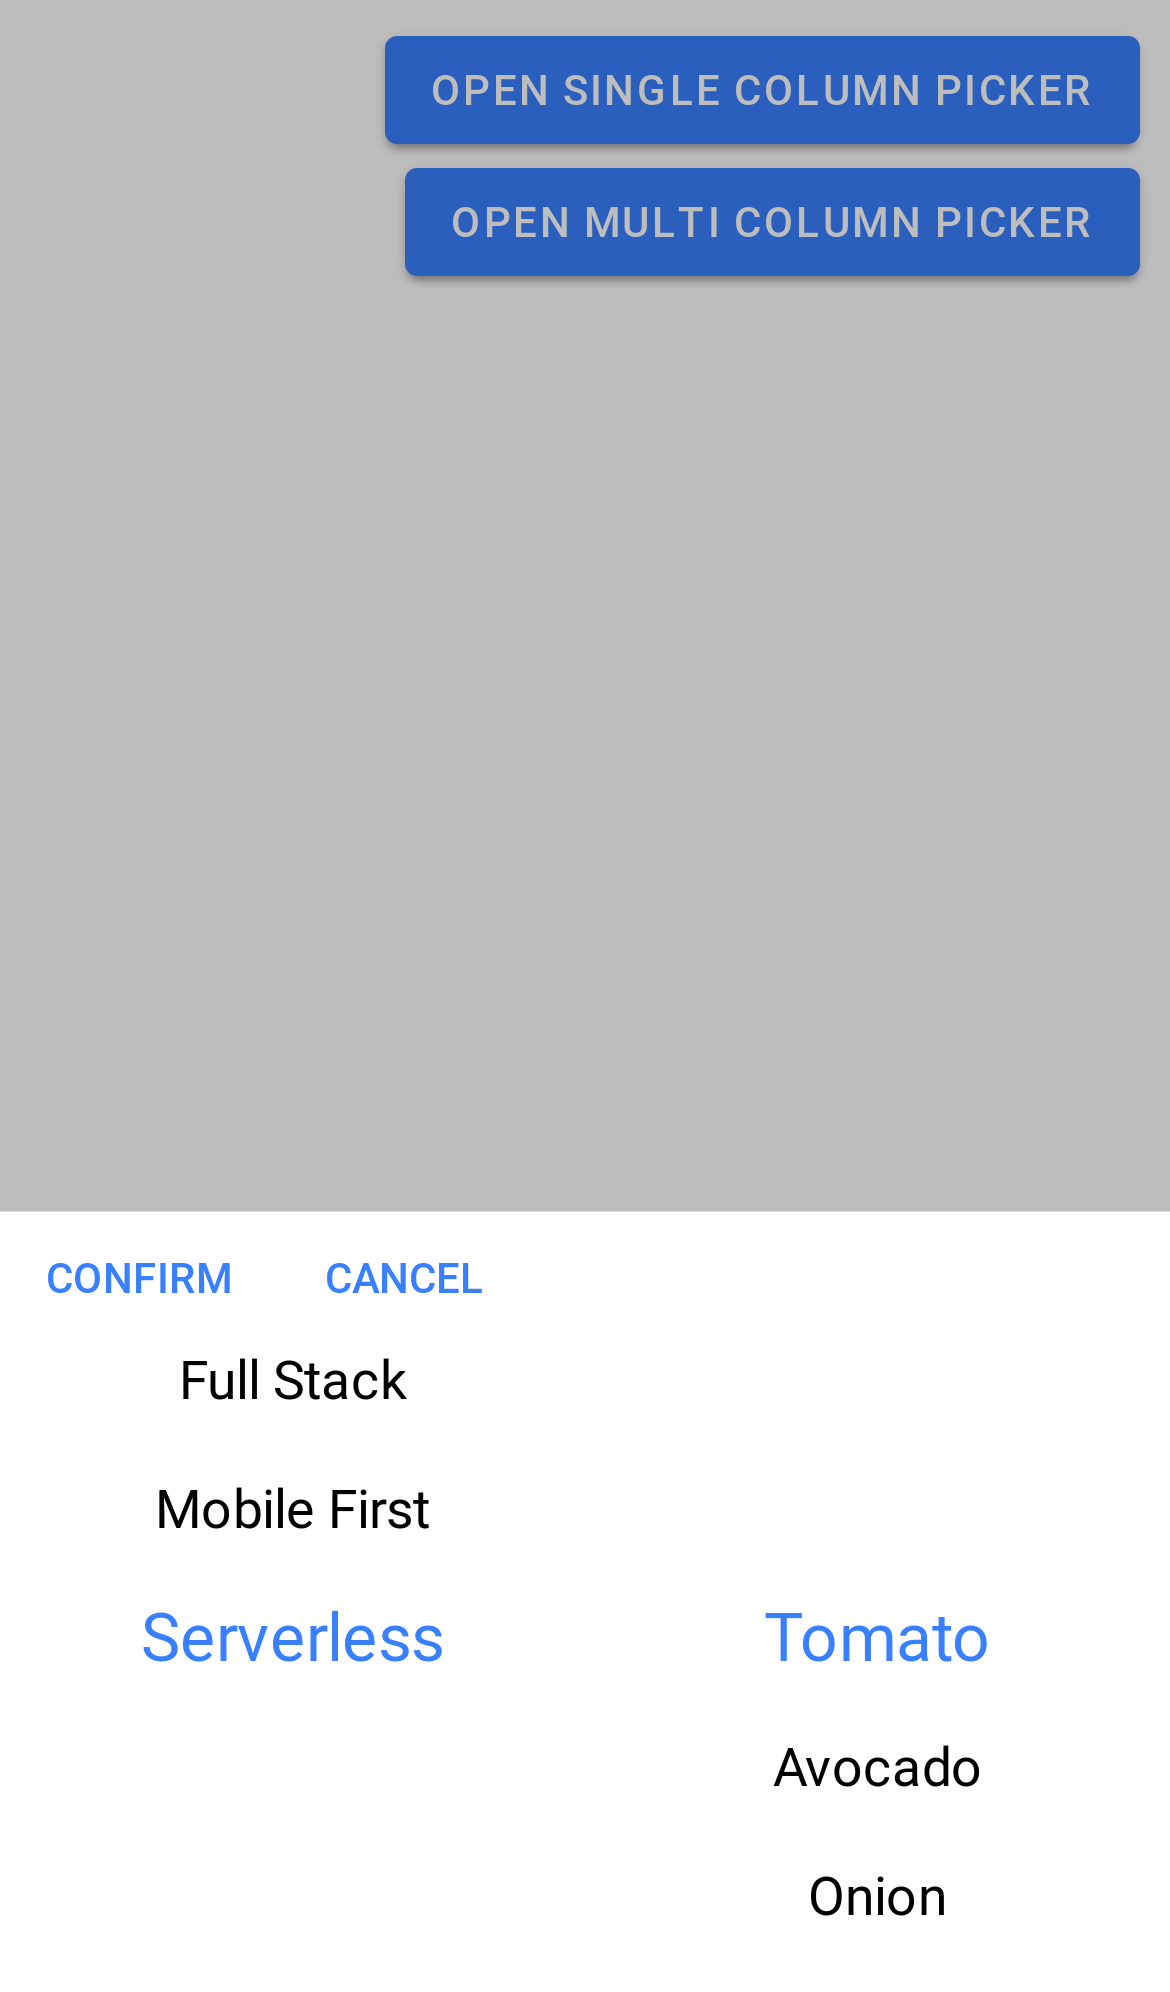 OPEN SINGLE COLUMN PICKER
OPEN MULTI COLUMN PICKER
CONFIRM CANCEL
Full Stack
Mobile First
Serverless Tomato
Avocado
Onion